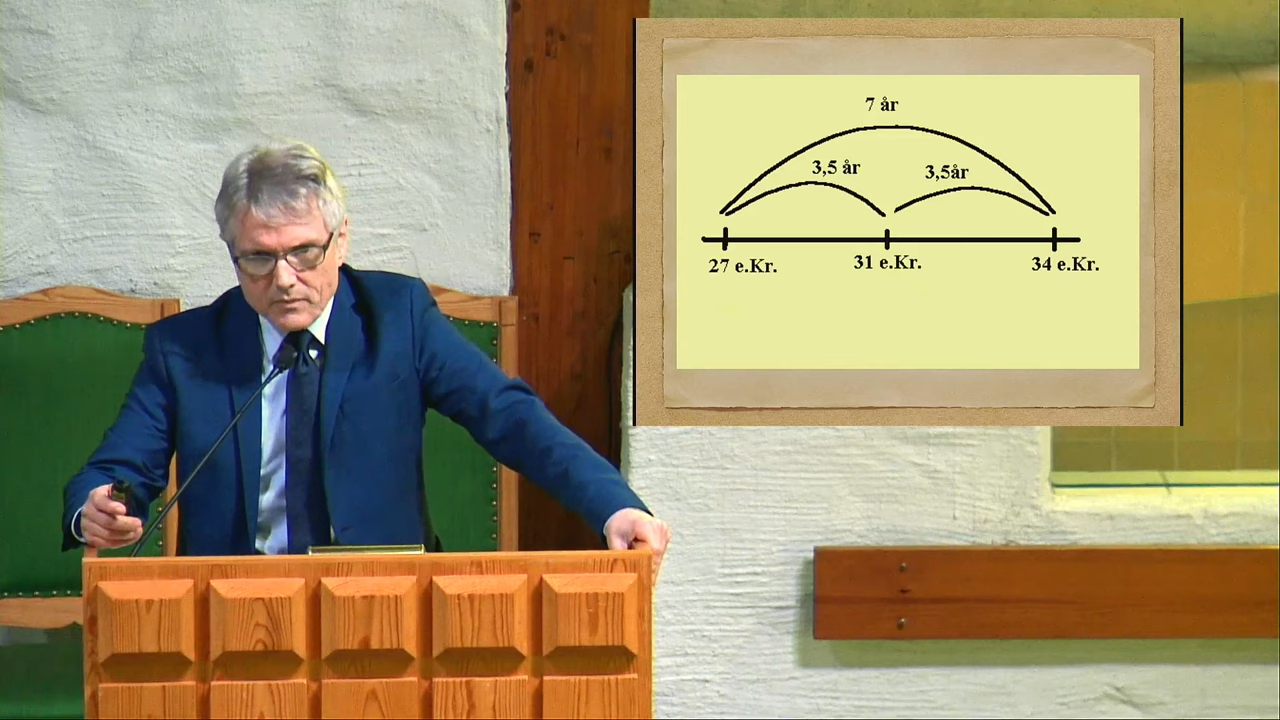 7 år
3,5 år
3,5år
27 e.Kr.
31 e.Kr.
34 e.Kr.